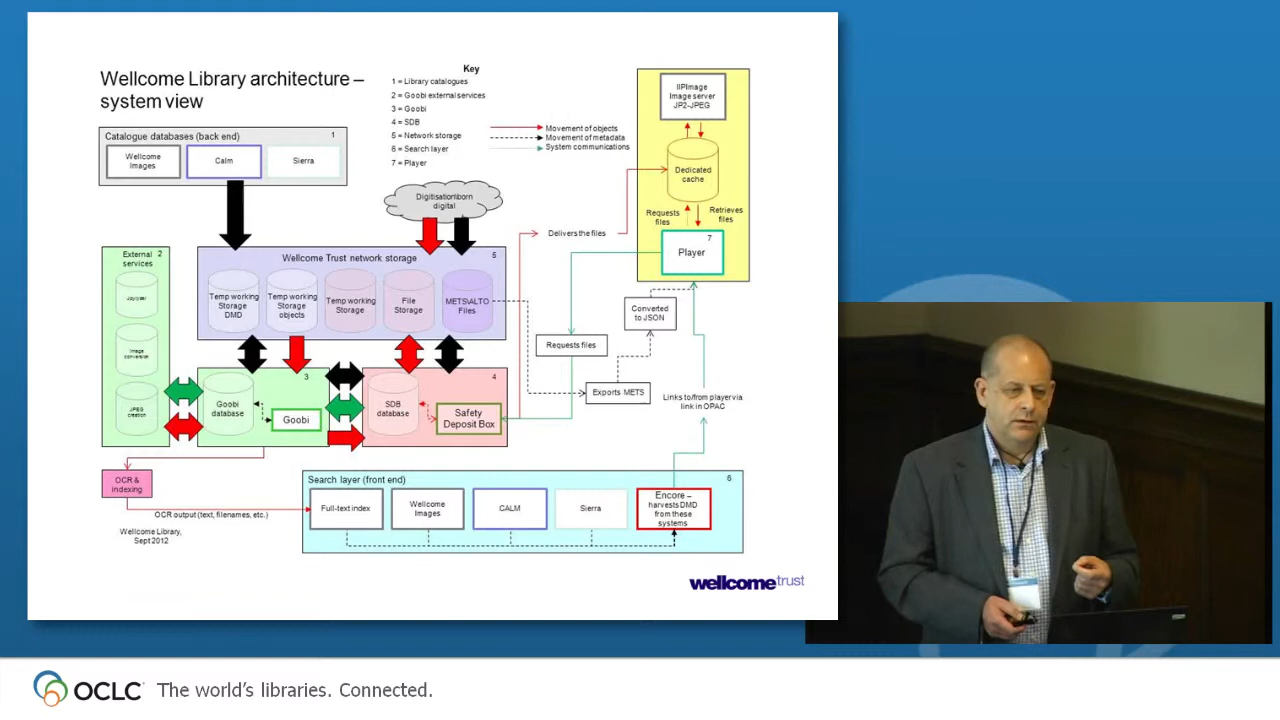 Wellcome Library architecture –
system view
Key
1 = Library catalogues
2 = Goobi external services
3 = Goobi
4 = SDB
5 = Network storage
6 = Search layer
7 = Player
Movement of objects
Movement of metadata
System communications
Catalogue databases (back end)
1
Wellcome
Images
Calm
Sierra
Digitisation\born
digital
IIPImage
Image server
JP2-JPEG
Dedicated
cache
Requests
files
Retrieves
files
7
Player
Delivers the files
External
services
2
Image
conversion
JPEG
creation
Wellcome Trust network storage
5
Temp working
Storage
DMD
Temp working
Storage
objects
Temp working
Storage
File
Storage
METS\ALTO
Files
Converted
to JSON
Requests files
Exports METS
Links to/from player via
link in OPAC
3
Goobi
database
Goobi
4
SDB
database
Safety
Deposit Box
OCR &
indexing
OCR output (text, filenames, etc.)
Wellcome Library,
Sept 2012
Search layer (front end)
6
Full-text index
Wellcome
Images
CALM
Sierra
Encore –
harvests DMD
from these
systems
wellcometrust
OCLC
The world's libraries. Connected.